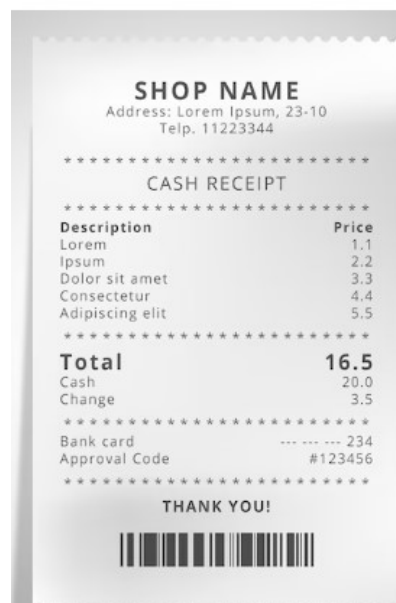 SHOP NAME
Address: Lorem Ipsum, 23-10
Telp. 11223344
* * * * * * * * * * * * * * * * * * * * * * * *
CASH RECEIPT
* * * * * * * * * * * * * * * * * * * * * * * *
Description Price
Lorem 1.1
Ipsum 2.2
Dolor sit amet 3.3
Consectetur 4.4
Adipiscing elit 5.5
* * * * * * * * * * * * * * * * * * * * * * * *
Total 16.5
Cash 20.0
Change 3.5
* * * * * * * * * * * * * * * * * * * * * * * *
Bank card --- --- --- 234
Approval Code #123456
* * * * * * * * * * * * * * * * * * * * * * * *
THANK YOU!